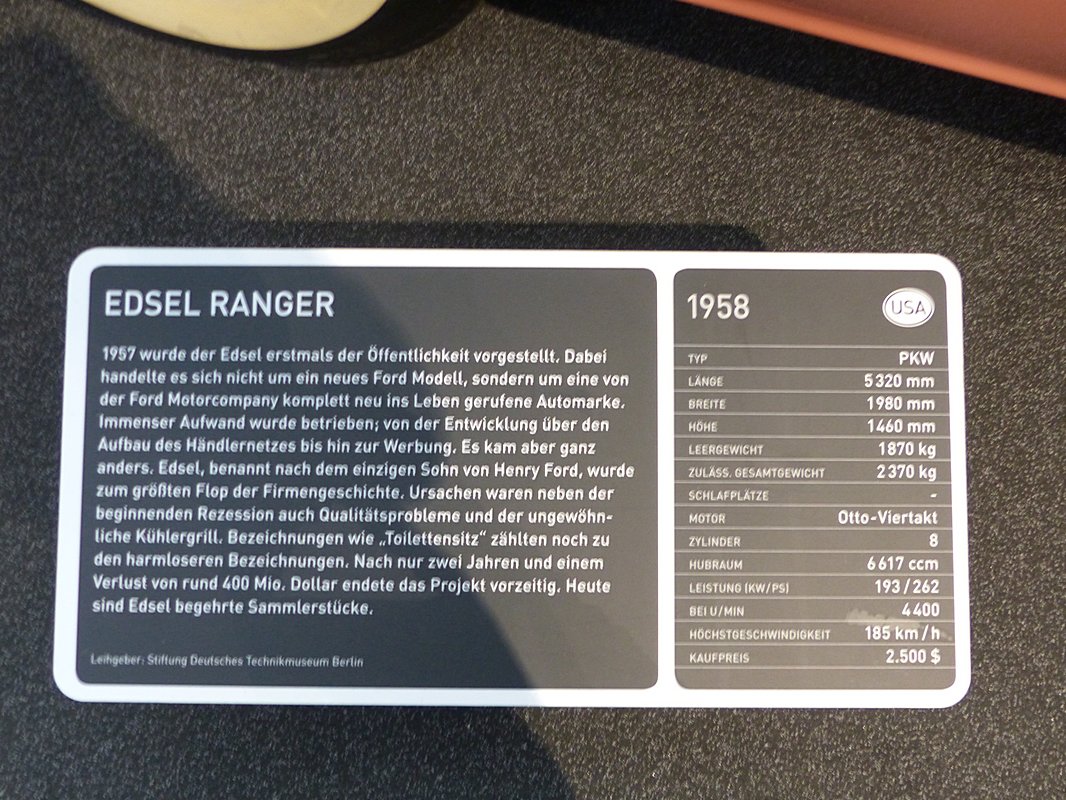 EDSEL RANGER
1957 wurde der Edsel erstmals der Öffentlichkeit vorgestellt. Dabei
handelte es sich nicht um ein neues Ford Modell, sondern um eine von
der Ford Motorcompany komplett neu ins Leben gerufene Automarke.
Immenser Aufwand wurde betrieben; von der Entwicklung über den
Aufbau des Händlernetzes bis hin zur Werbung. Es kam aber ganz
anders. Edsel, benannt nach dem einzigen Sohn von Henry Ford, wurde
zum größten Flop der Firmengeschichte. Ursachen waren neben der
beginnenden Rezession auch Qualitätsprobleme und der ungewöhn-
liche Kühlergrill. Bezeichnungen wie „Toilettensitz“ zählten noch zu
den harmloseren Bezeichnungen. Nach nur zwei Jahren und einem
Verlust von rund 400 Mio. Dollar endete das Projekt vorzeitig. Heute
sind Edsel begehrte Sammlerstücke.
Leihgeber: Stiftung Deutsches Technikmuseum Berlin
1958 USA
TYP PKW
LÄNGE 5320 mm
BREITE 1980 mm
HÖHE 1460 mm
LEERGEWICHT 1870 kg
ZULÄSS. GESAMTGEWICHT 2370 kg
SCHLAFPLÄTZE -
MOTOR Otto-Viertakt
ZYLINDER 8
HUBRAUM 6617 ccm
LEISTUNG (KW/PS) 193/262
BEI U/MIN 4400
HÖCHSTGESCHWINDIGKEIT 185 km/h
KAUFPREIS 2.500 $